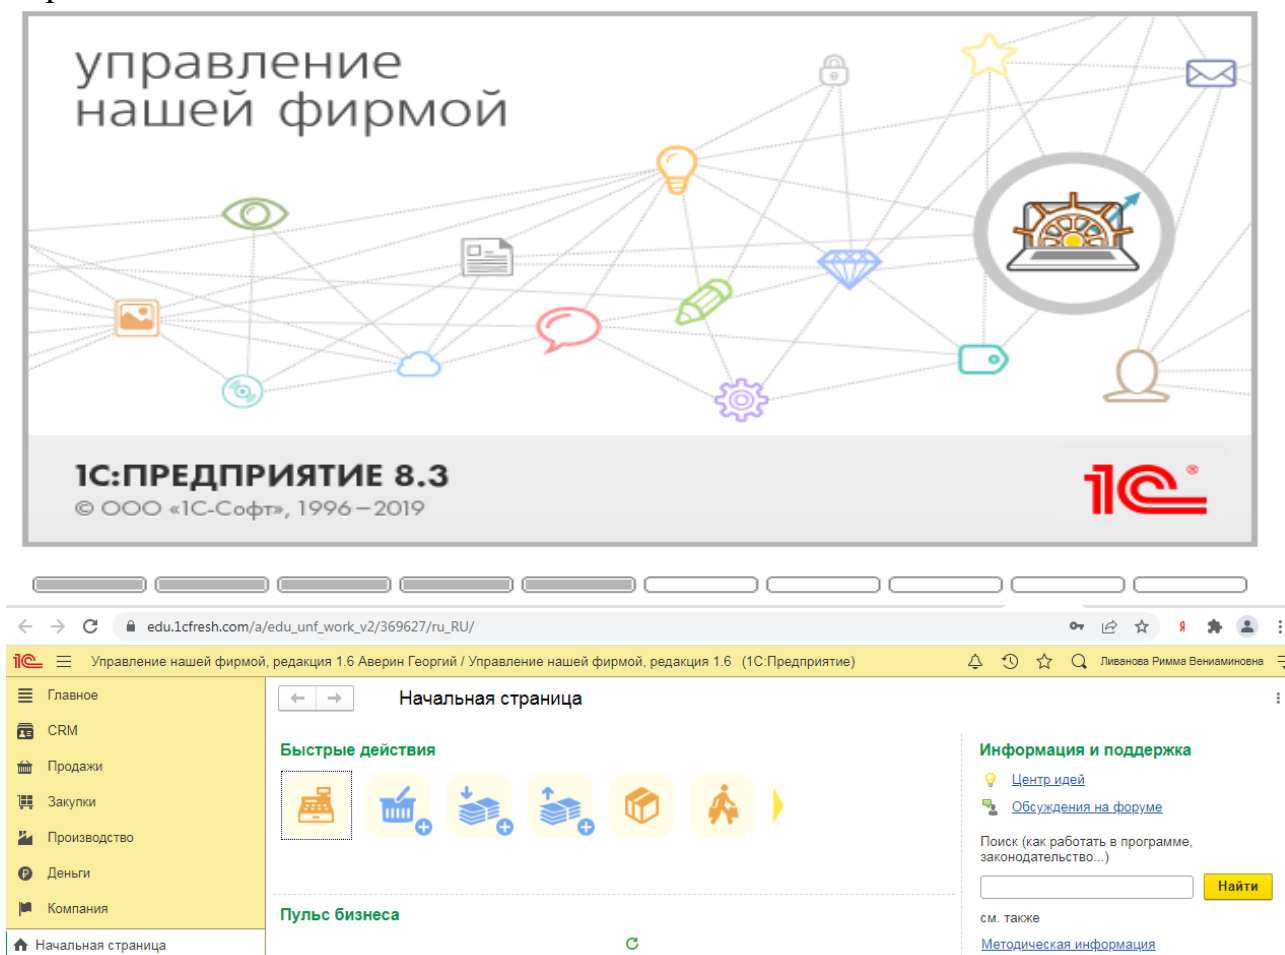 управление
нашей фирмой
1С:ПРЕДПРИЯТИЕ 8.3
© ООО «1С-Софт», 1996–2019
1С®
edu.1cfresh.com/a/edu_unf_work_v2/369627/ru_RU/
Я
1С Управление нашей фирмой, редакция 1.6 Аверин Георгий / Управление нашей фирмой, редакция 1.6 (1С:Предприятие) Ливанова Римма Вениаминовна
Главное
CRM
Продажи
Закупки
Производство
Деньги
Компания
Начальная страница
Начальная страница
Быстрые действия
Пульс бизнеса
Информация и поддержка
Центр идей
Обсуждения на форуме
Поиск (как работать в программе,
законодательство...)
Найти
см. также
Методическая информация